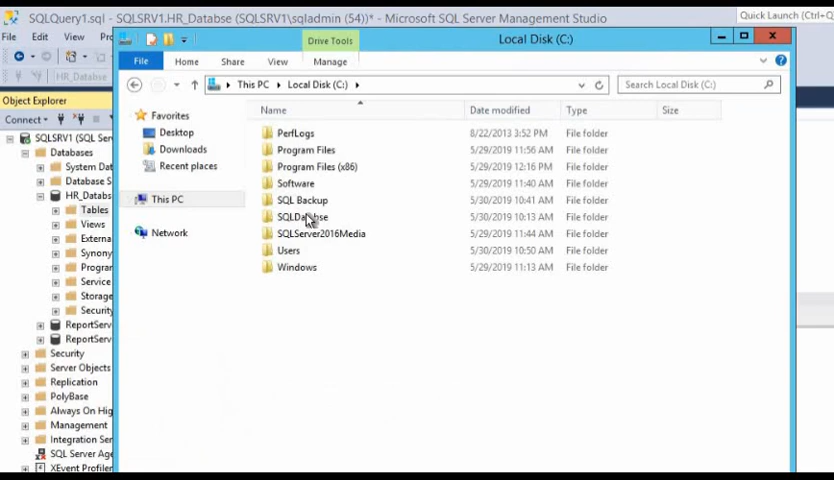 SQLQuery1.sql - SQLSRV1.HR_Databse (SQLSRV1\sqladmin (54))* - Microsoft SQL Server Management Studio
Quick Launch (Ctrl+Q
File Edit
HR_Databse
Object Explorer
Connect
SQLSRV1 (SQL Serv
Databases
System Data
Database S
HR_Databs
Tables
Views
Externa
Synony
Program
Service
Storage
Security
ReportServ
ReportServ
Security
Server Objects
Replication
PolyBase
Always On Hig
Management
Integration Ser
SQL Server Age
XEvent Profiler
Drive Tools
Local Disk (C:)
File Home Share View Manage
This PC Local Disk (C:)
Search Local Disk (C:)
Favorites
Desktop
Downloads
Recent places
This PC
Network
Name Date modified Type Size
PerfLogs 8/22/2013 3:52 PM File folder
Program Files 5/29/2019 11:56 AM File folder
Program Files (x86) 5/29/2019 12:16 PM File folder
Software 5/29/2019 11:40 AM File folder
SQL Backup 5/30/2019 10:41 AM File folder
SQLDatabse 5/30/2019 10:13 AM File folder
SQLServer2016Media 5/29/2019 11:44 AM File folder
Users 5/30/2019 10:50 AM File folder
Windows 5/29/2019 11:13 AM File folder